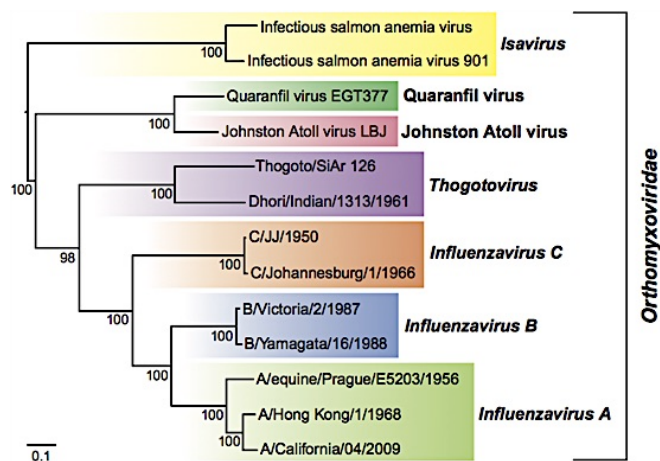 Infectious salmon anemia virus
100
Infectious salmon anemia virus 901
Isavirus
Quaranfil virus EGT377
Quaranfil virus
100
Johnston Atoll virus LBJ
Johnston Atoll virus
100
Thogoto/SiAr 126
100
Dhori/Indian/1313/1961
Thogotovirus
98
C/JJ/1950
100
C/Johannesburg/1/1966
Influenzavirus C
100
B/Victoria/2/1987
100
B/Yamagata/16/1988
Influenzavirus B
100
A/equine/Prague/E5203/1956
100
A/Hong Kong/1/1968
100
A/California/04/2009
Influenzavirus A
Orthomyxoviridae
0.1